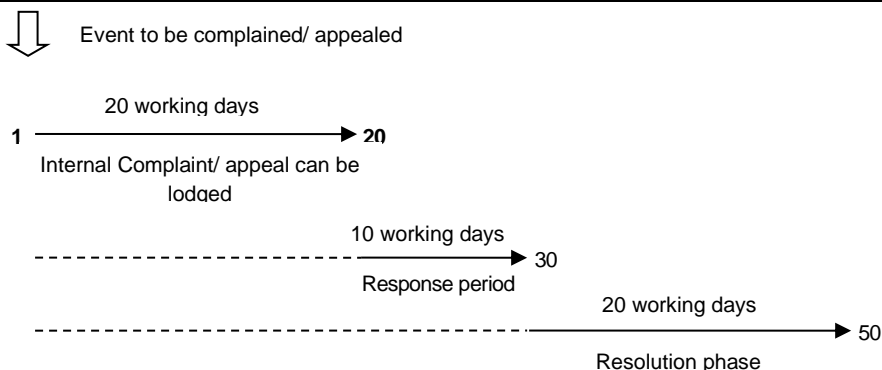 Event to be complained/ appealed
20 working days
1 20
Internal Complaint/ appeal can be
lodged
10 working days
30
Response period
20 working days
50
Resolution phase